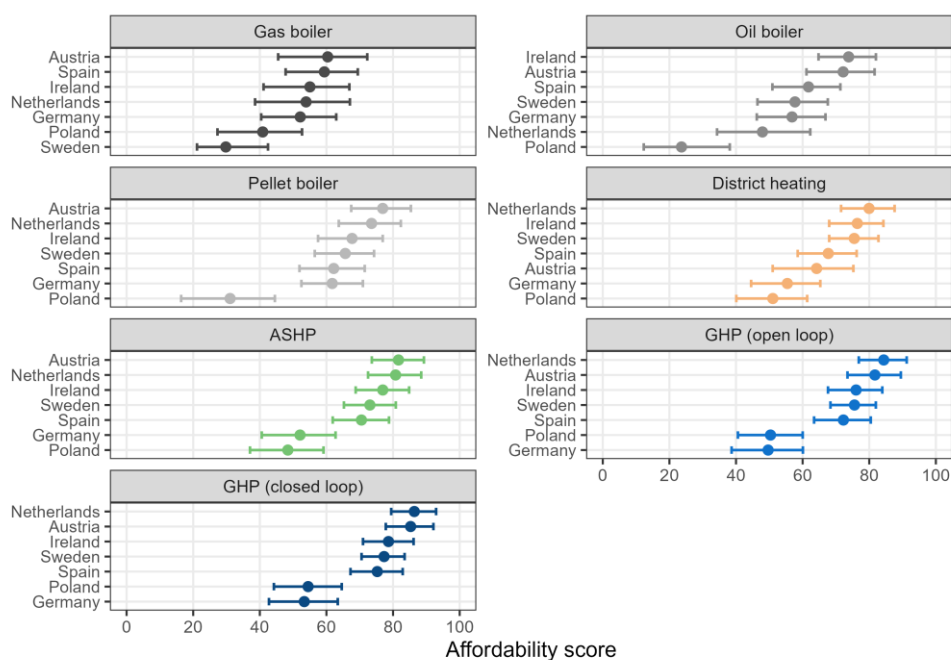 Gas boiler
Austria
Spain
Ireland
Netherlands
Germany
Poland
Sweden
Oil boiler
Ireland
Austria
Spain
Sweden
Germany
Netherlands
Poland
Pellet boiler
Austria
Netherlands
Ireland
Sweden
Spain
Germany
Poland
District heating
Netherlands
Ireland
Sweden
Spain
Austria
Germany
Poland
ASHP
Austria
Netherlands
Ireland
Sweden
Spain
Germany
Poland
GHP (open loop)
Netherlands
Austria
Ireland
Sweden
Spain
Poland
Germany
0 20 40 60 80 100
GHP (closed loop)
Netherlands
Austria
Ireland
Sweden
Spain
Poland
Germany
0 20 40 60 80 100
Affordability score